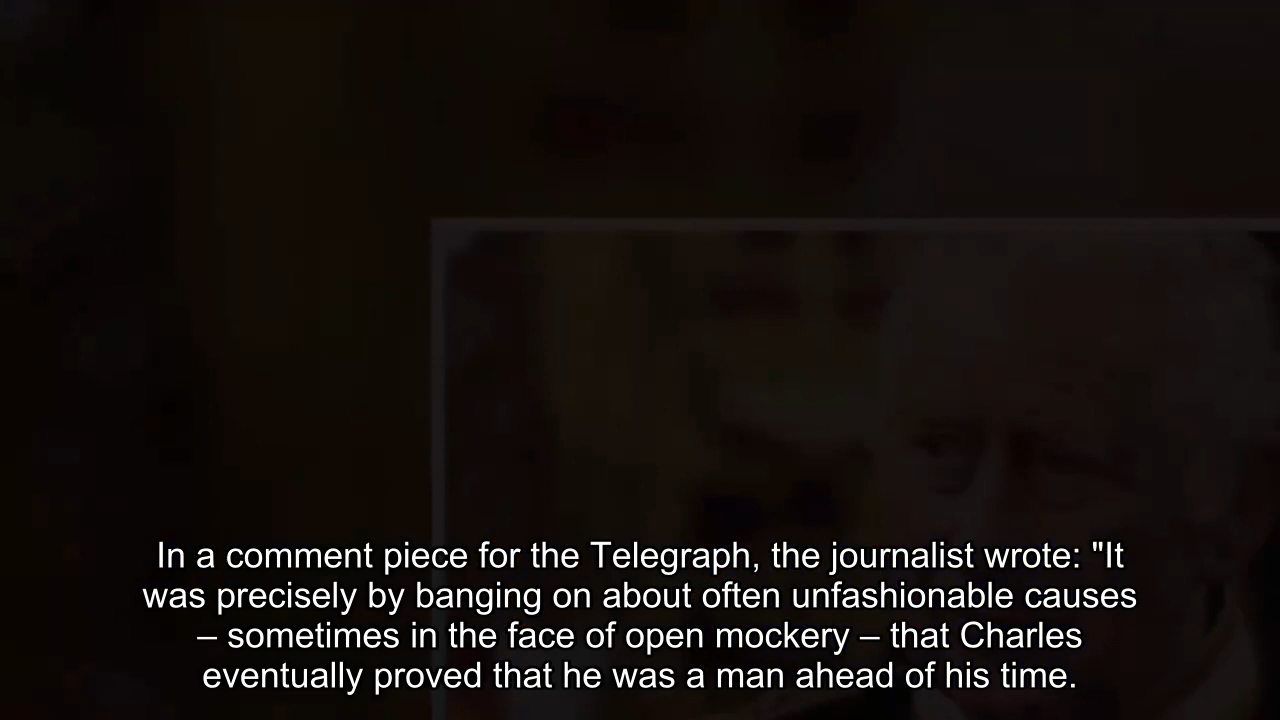 In a comment piece for the Telegraph, the journalist wrote: "It
was precisely by banging on about often unfashionable causes
– sometimes in the face of open mockery – that Charles
eventually proved that he was a man ahead of his time.